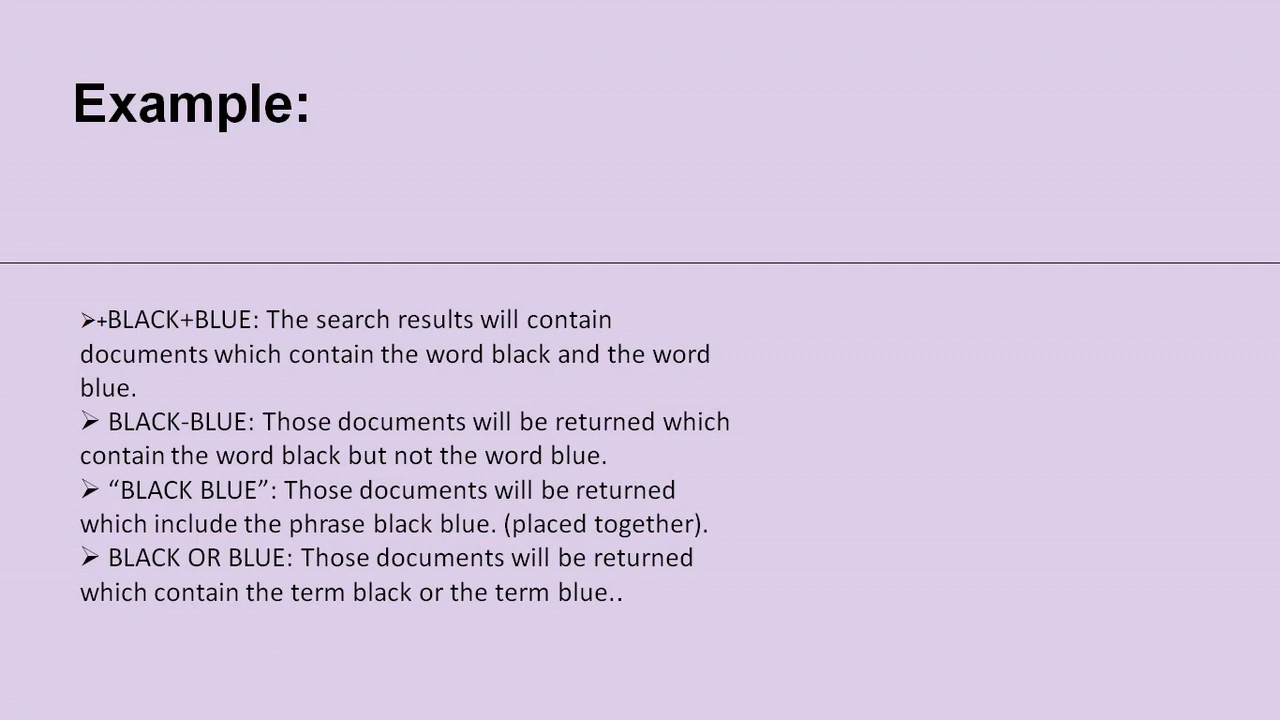 Example:
➢+BLACK+BLUE: The search results will contain
documents which contain the word black and the word
blue.
➢ BLACK-BLUE: Those documents will be returned which
contain the word black but not the word blue.
➢ “BLACK BLUE”: Those documents will be returned
which include the phrase black blue. (placed together).
➢ BLACK OR BLUE: Those documents will be returned
which contain the term black or the term blue..